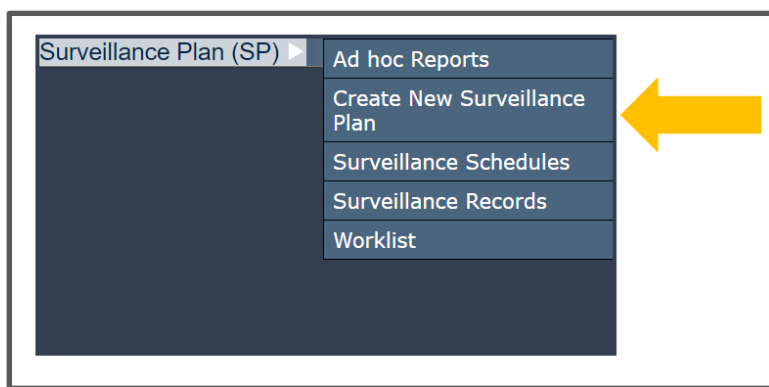 Surveillance Plan (SP)
Ad hoc Reports
Create New Surveillance
Plan
Surveillance Schedules
Surveillance Records
Worklist